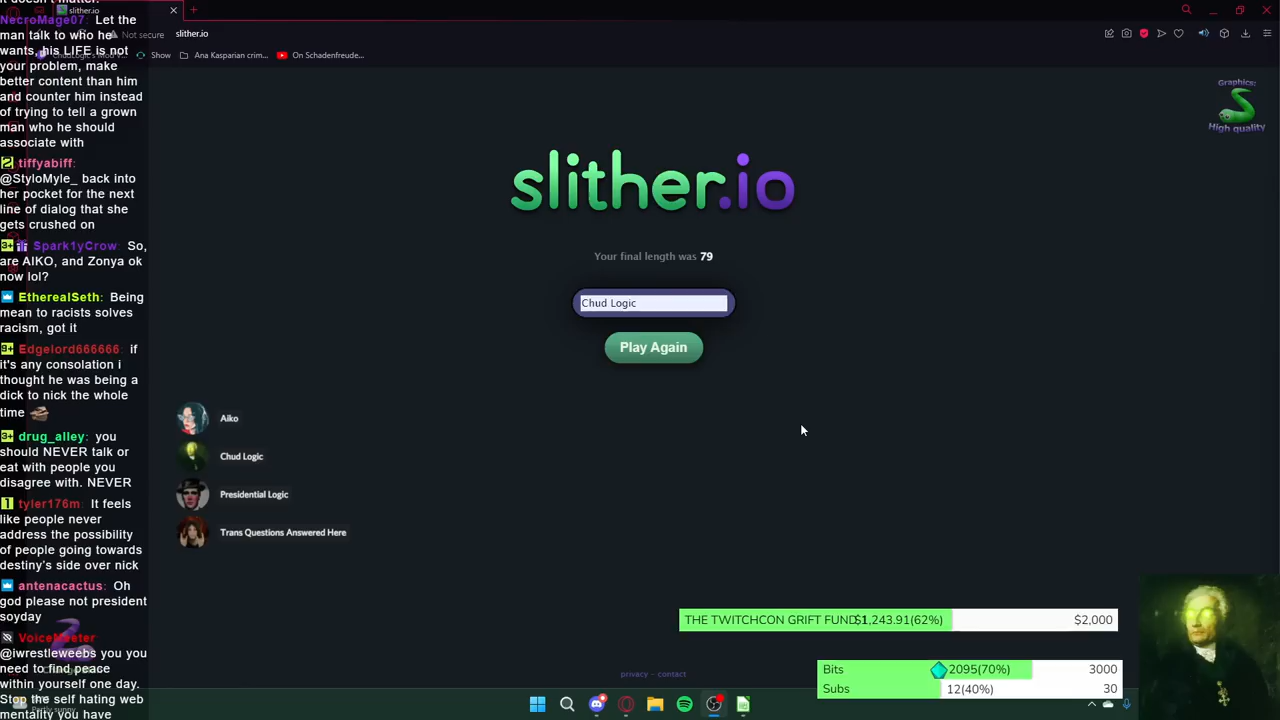 it doesn't matter.
NecroMage07: Let the
man talk to who he
wants, his LIFE is not
your problem, make
better content than him
and counter him instead
of trying to tell a grown
man who he should
associate with
tiffyabiff:
@StyloMyle_ back into
her pocket for the next
line of dialog that she
gets crushed on
Spark1yCrow: So,
are AIKO, and Zonya ok
now lol?
EtherealSeth: Being
mean to racists solves
racism, got it
Edgelord666666: if
it's any consolation i
thought he was being a
dick to nick the whole
time
drug_alley: you
should NEVER talk or
eat with people you
disagree with. NEVER
tyler176m: It feels
like people never
address the possibility
of people going towards
destiny's side over nick
antenacactus: Oh
god please not president
soyday
@iwrestleweebs you you
need to find peace
within yourself one day.
Stop the self hating web
mentality you have
slither.io
Not secure
slither.io
Show
Ana Kasparian crim...
On Schadenfreude...
Graphics:
High quality
slither.io
Your final length was 79
Chud Logic
Play Again
Aiko
Chud Logic
Presidential Logic
Trans Questions Answered Here
THE TWITCHCON GRIFT FUND $1,243.91(62%) $2,000
Bits 2095(70%) 3000
Subs 12(40%) 30
privacy - contact
Partly sunny